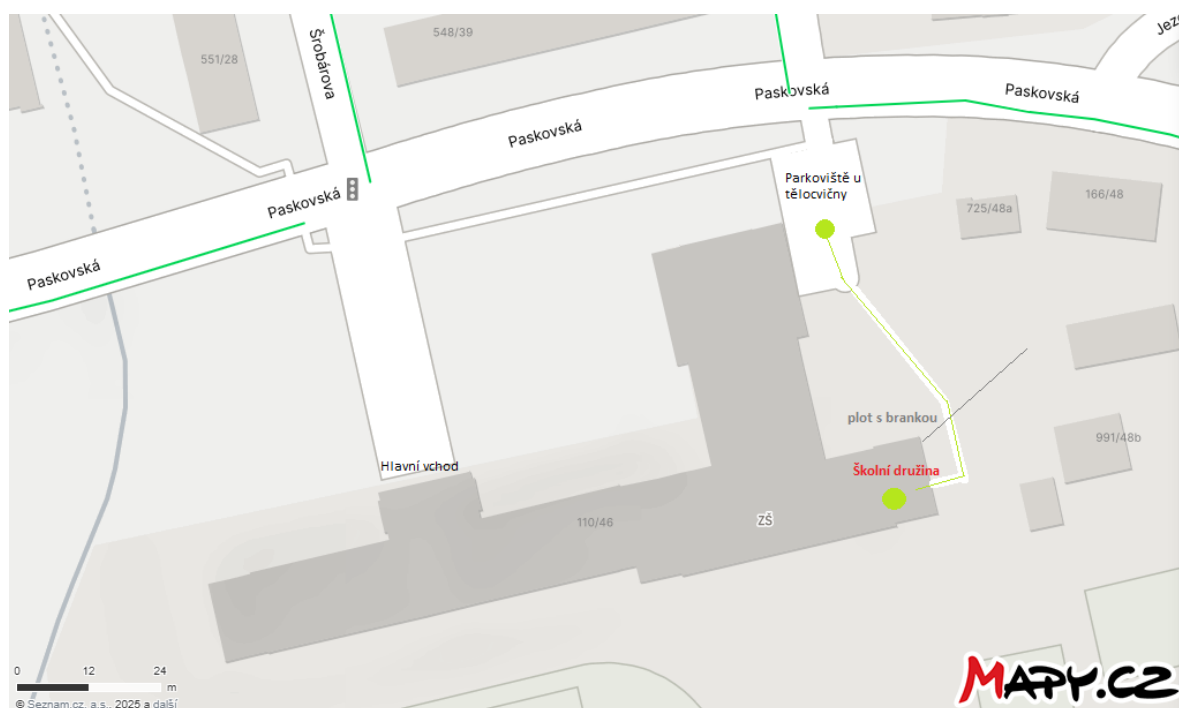 Šrobárova
548/39
551/28
Paskovská
Paskovská
Paskovská
Parkoviště u
tělocvičny
725/48a
166/48
Paskovská
Paskovská
plot s brankou
991/48b
Hlavní vchod
Školní družina
110/46
ZŠ
0 12 24
m
© Seznam.cz, a.s., 2025 a další
MAPY.CZ